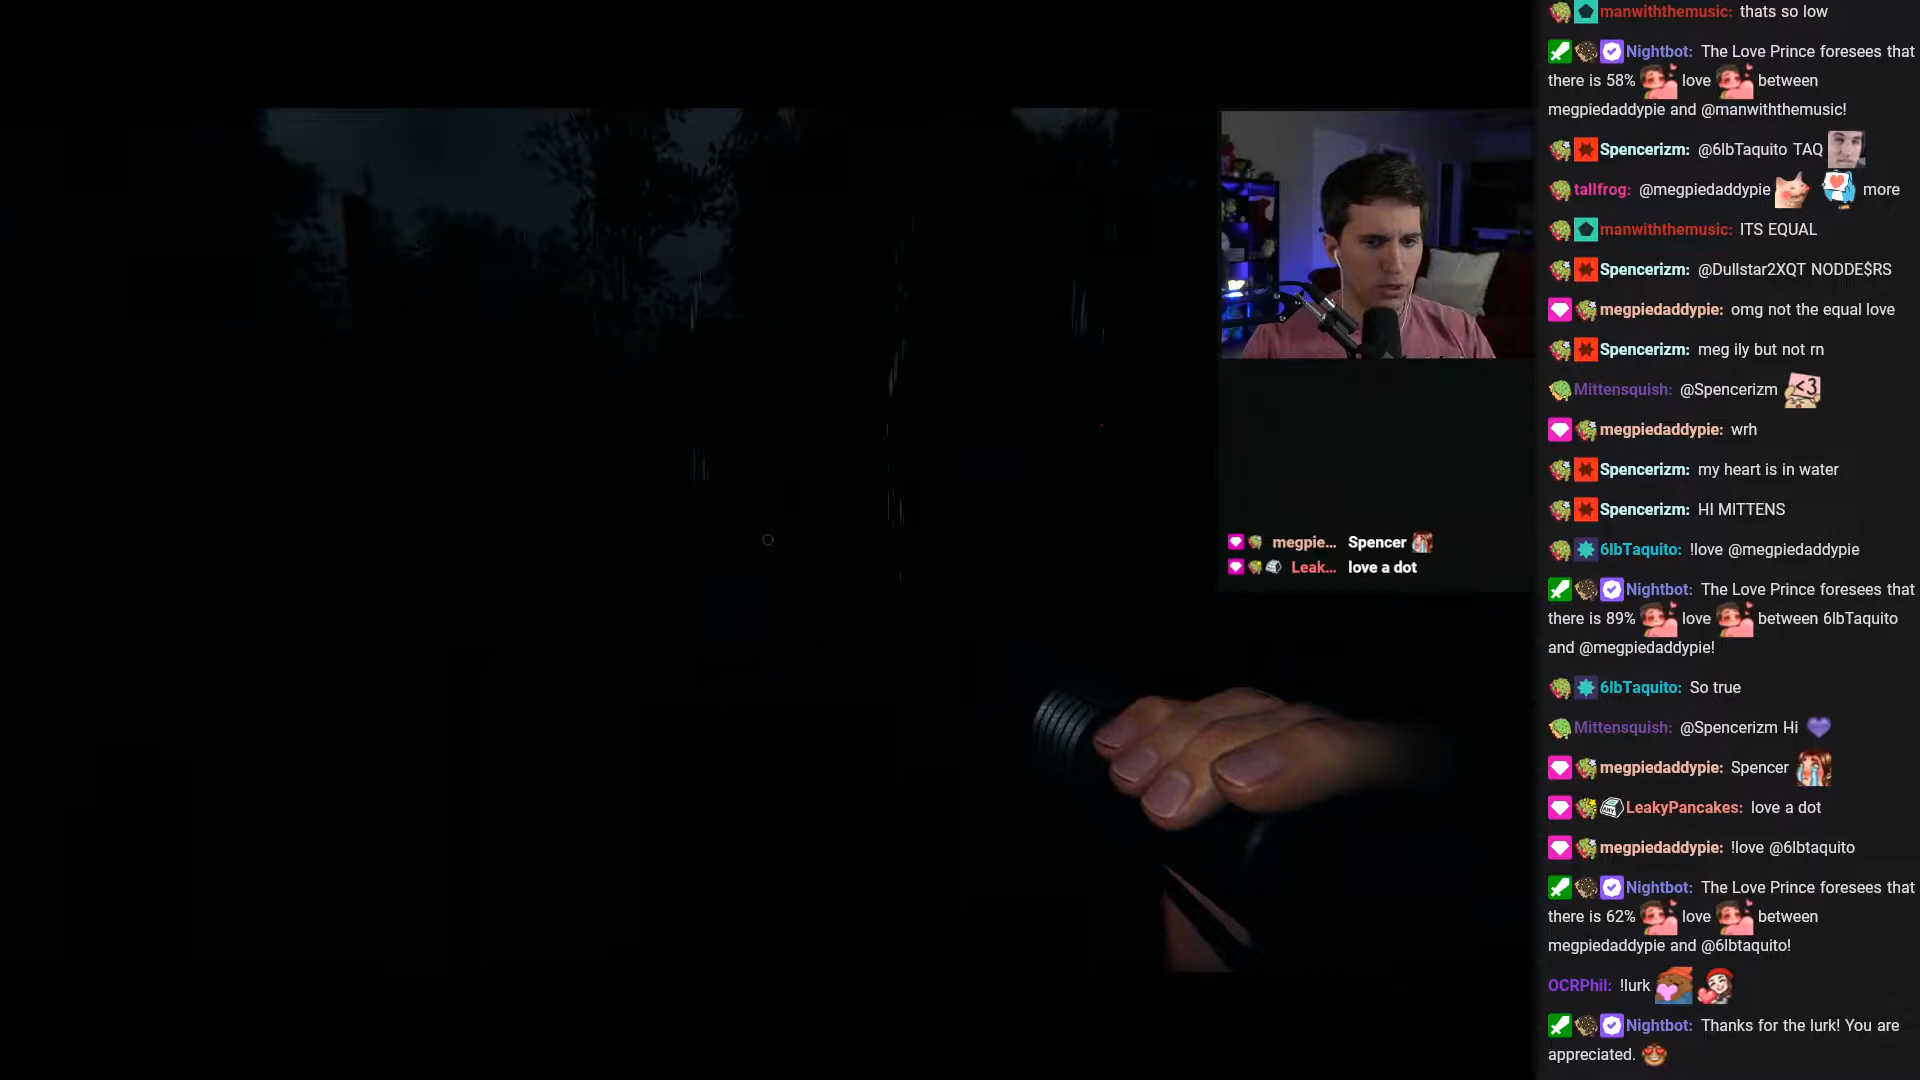 megpie... Spencer
Leak... love a dot
manwiththemusic: thats so low
Nightbot: The Love Prince foresees that
there is 58% love between
megpiedaddypie and @manwiththemusic!
Spencerizm: @6lbTaquito TAQ
tallfrog: @megpiedaddypie more
manwiththemusic: ITS EQUAL
Spencerizm: @Dullstar2XQT NODDE$RS
megpiedaddypie: omg not the equal love
Spencerizm: meg ily but not rn
Mittensquish: @Spencerizm <3
megpiedaddypie: wrh
Spencerizm: my heart is in water
Spencerizm: HI MITTENS
6lbTaquito: !love @megpiedaddypie
Nightbot: The Love Prince foresees that
there is 89% love between 6lbTaquito
and @megpiedaddypie!
6lbTaquito: So true
Mittensquish: @Spencerizm Hi
megpiedaddypie: Spencer
LeakyPancakes: love a dot
megpiedaddypie: !love @6lbtaquito
Nightbot: The Love Prince foresees that
there is 62% love between
megpiedaddypie and @6lbtaquito!
OCRPhil: !lurk
Nightbot: Thanks for the lurk! You are
appreciated.